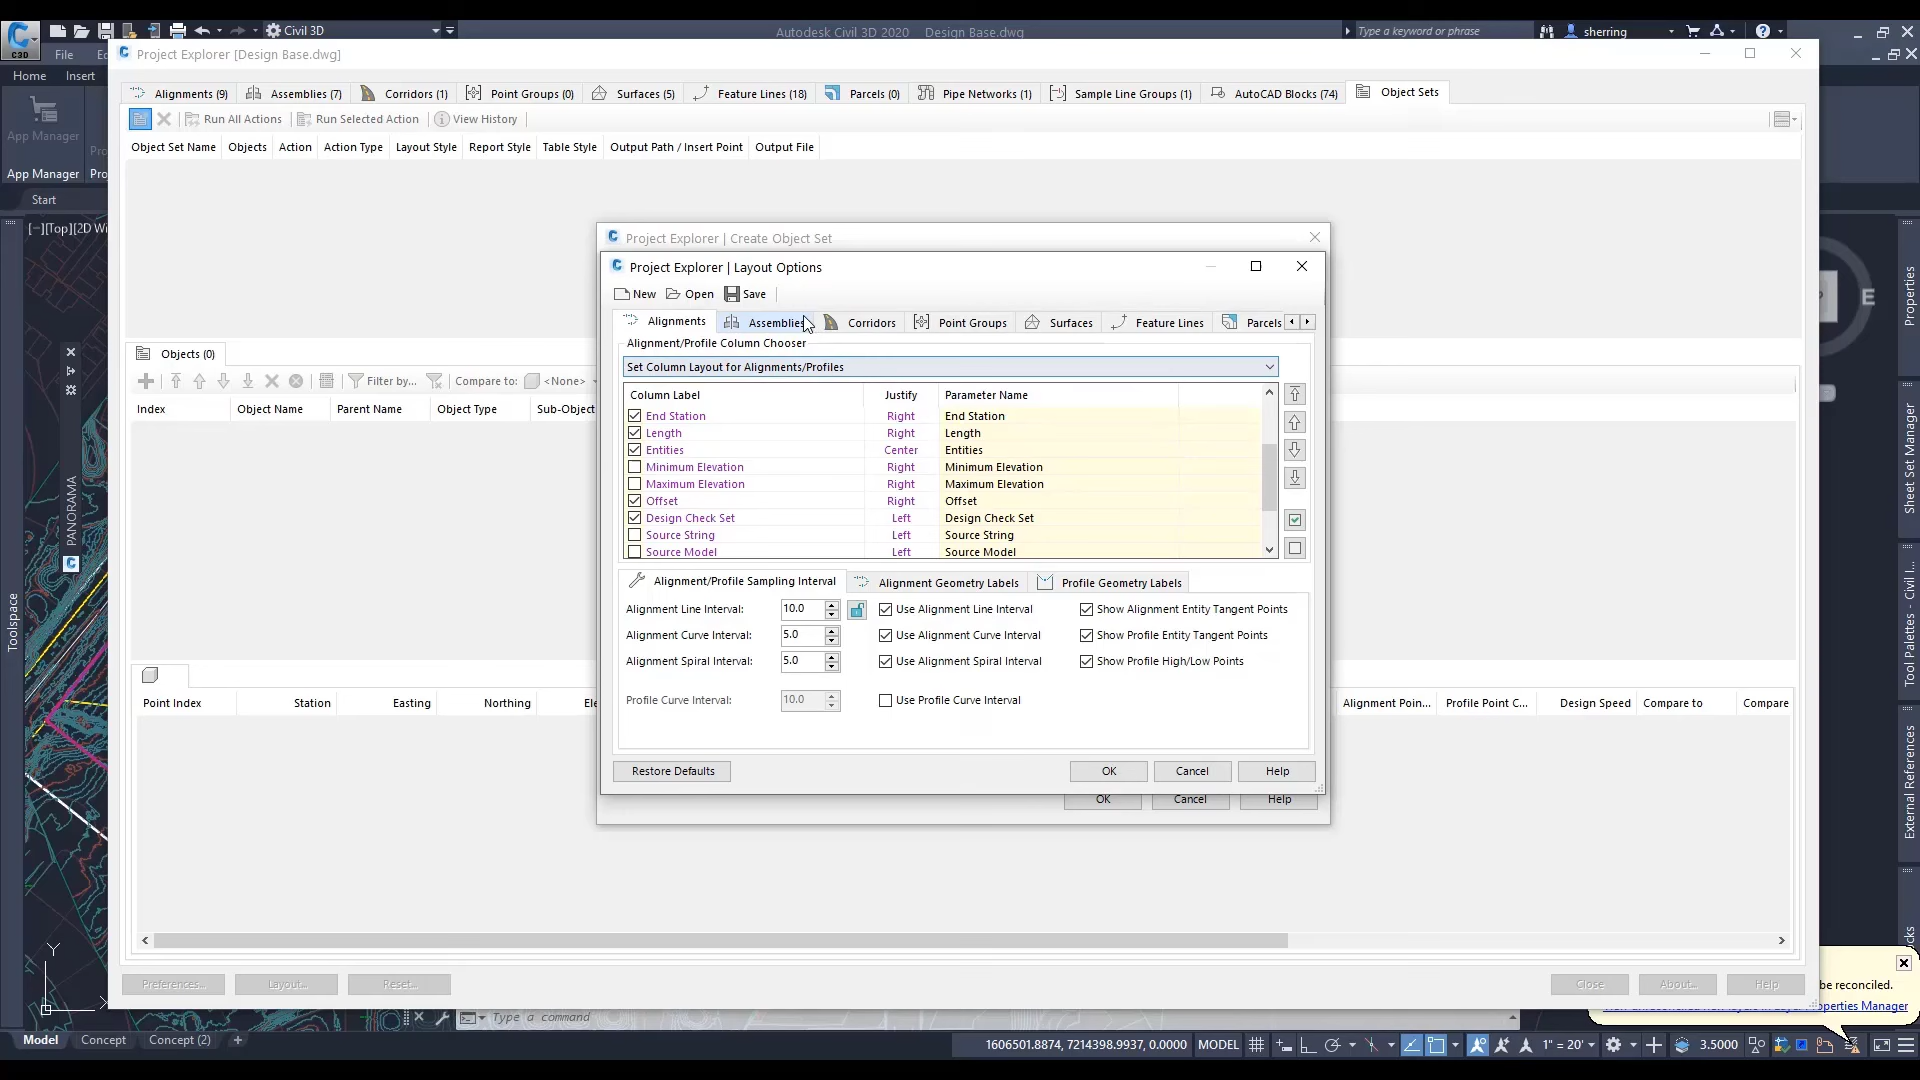 Civil 3D
Autodesk Civil 3D 2020 Design Base.dwg
Type a keyword or phrase
sherring
C3D
File
Project Explorer [Design Base.dwg]
Home Insert
Alignments (9) Assemblies (7) Corridors (1) Point Groups (0) Surfaces (5) Feature Lines (18) Parcels (0) Pipe Networks (1) Sample Line Groups (1) AutoCAD Blocks (74) Object Sets
Run All Actions Run Selected Action View History
App Manager
Object Set Name Objects Action Action Type Layout Style Report Style Table Style Output Path / Insert Point Output File
App Manager
Start
[−][Top][2D Wi
Project Explorer | Create Object Set
Project Explorer | Layout Options
New Open Save
Alignments Assemblies Corridors Point Groups Surfaces Feature Lines Parcels
Alignment/Profile Column Chooser
Objects (0)
Set Column Layout for Alignments/Profiles
Filter by... Compare to: <None>
Index Object Name Parent Name Object Type Sub-Object
Column Label Justify Parameter Name
End Station Right End Station
Length Right Length
Entities Center Entities
Minimum Elevation Right Minimum Elevation
Maximum Elevation Right Maximum Elevation
Offset Right Offset
Design Check Set Left Design Check Set
Source String Left Source String
Source Model Left Source Model
Alignment/Profile Sampling Interval Alignment Geometry Labels Profile Geometry Labels
Alignment Line Interval: 10.0 Use Alignment Line Interval Show Alignment Entity Tangent Points
Alignment Curve Interval: 5.0 Use Alignment Curve Interval Show Profile Entity Tangent Points
Alignment Spiral Interval: 5.0 Use Alignment Spiral Interval Show Profile High/Low Points
Profile Curve Interval: 10.0 Use Profile Curve Interval
Point Index Station Easting Northing Ele
Alignment Poin... Profile Point C... Design Speed Compare to Compare
Restore Defaults OK Cancel Help
OK Cancel Help
Preferences... Layout... Reset... Close About... Help
PANORAMA
Toolspace
E
Properties
Sheet Set Manager
Tool Palettes - Civil I...
External References
be reconciled.
Type a command
Model Concept Concept (2) +
1606501.8874, 7214398.9937, 0.0000 MODEL 1" = 20' 3.5000
Y